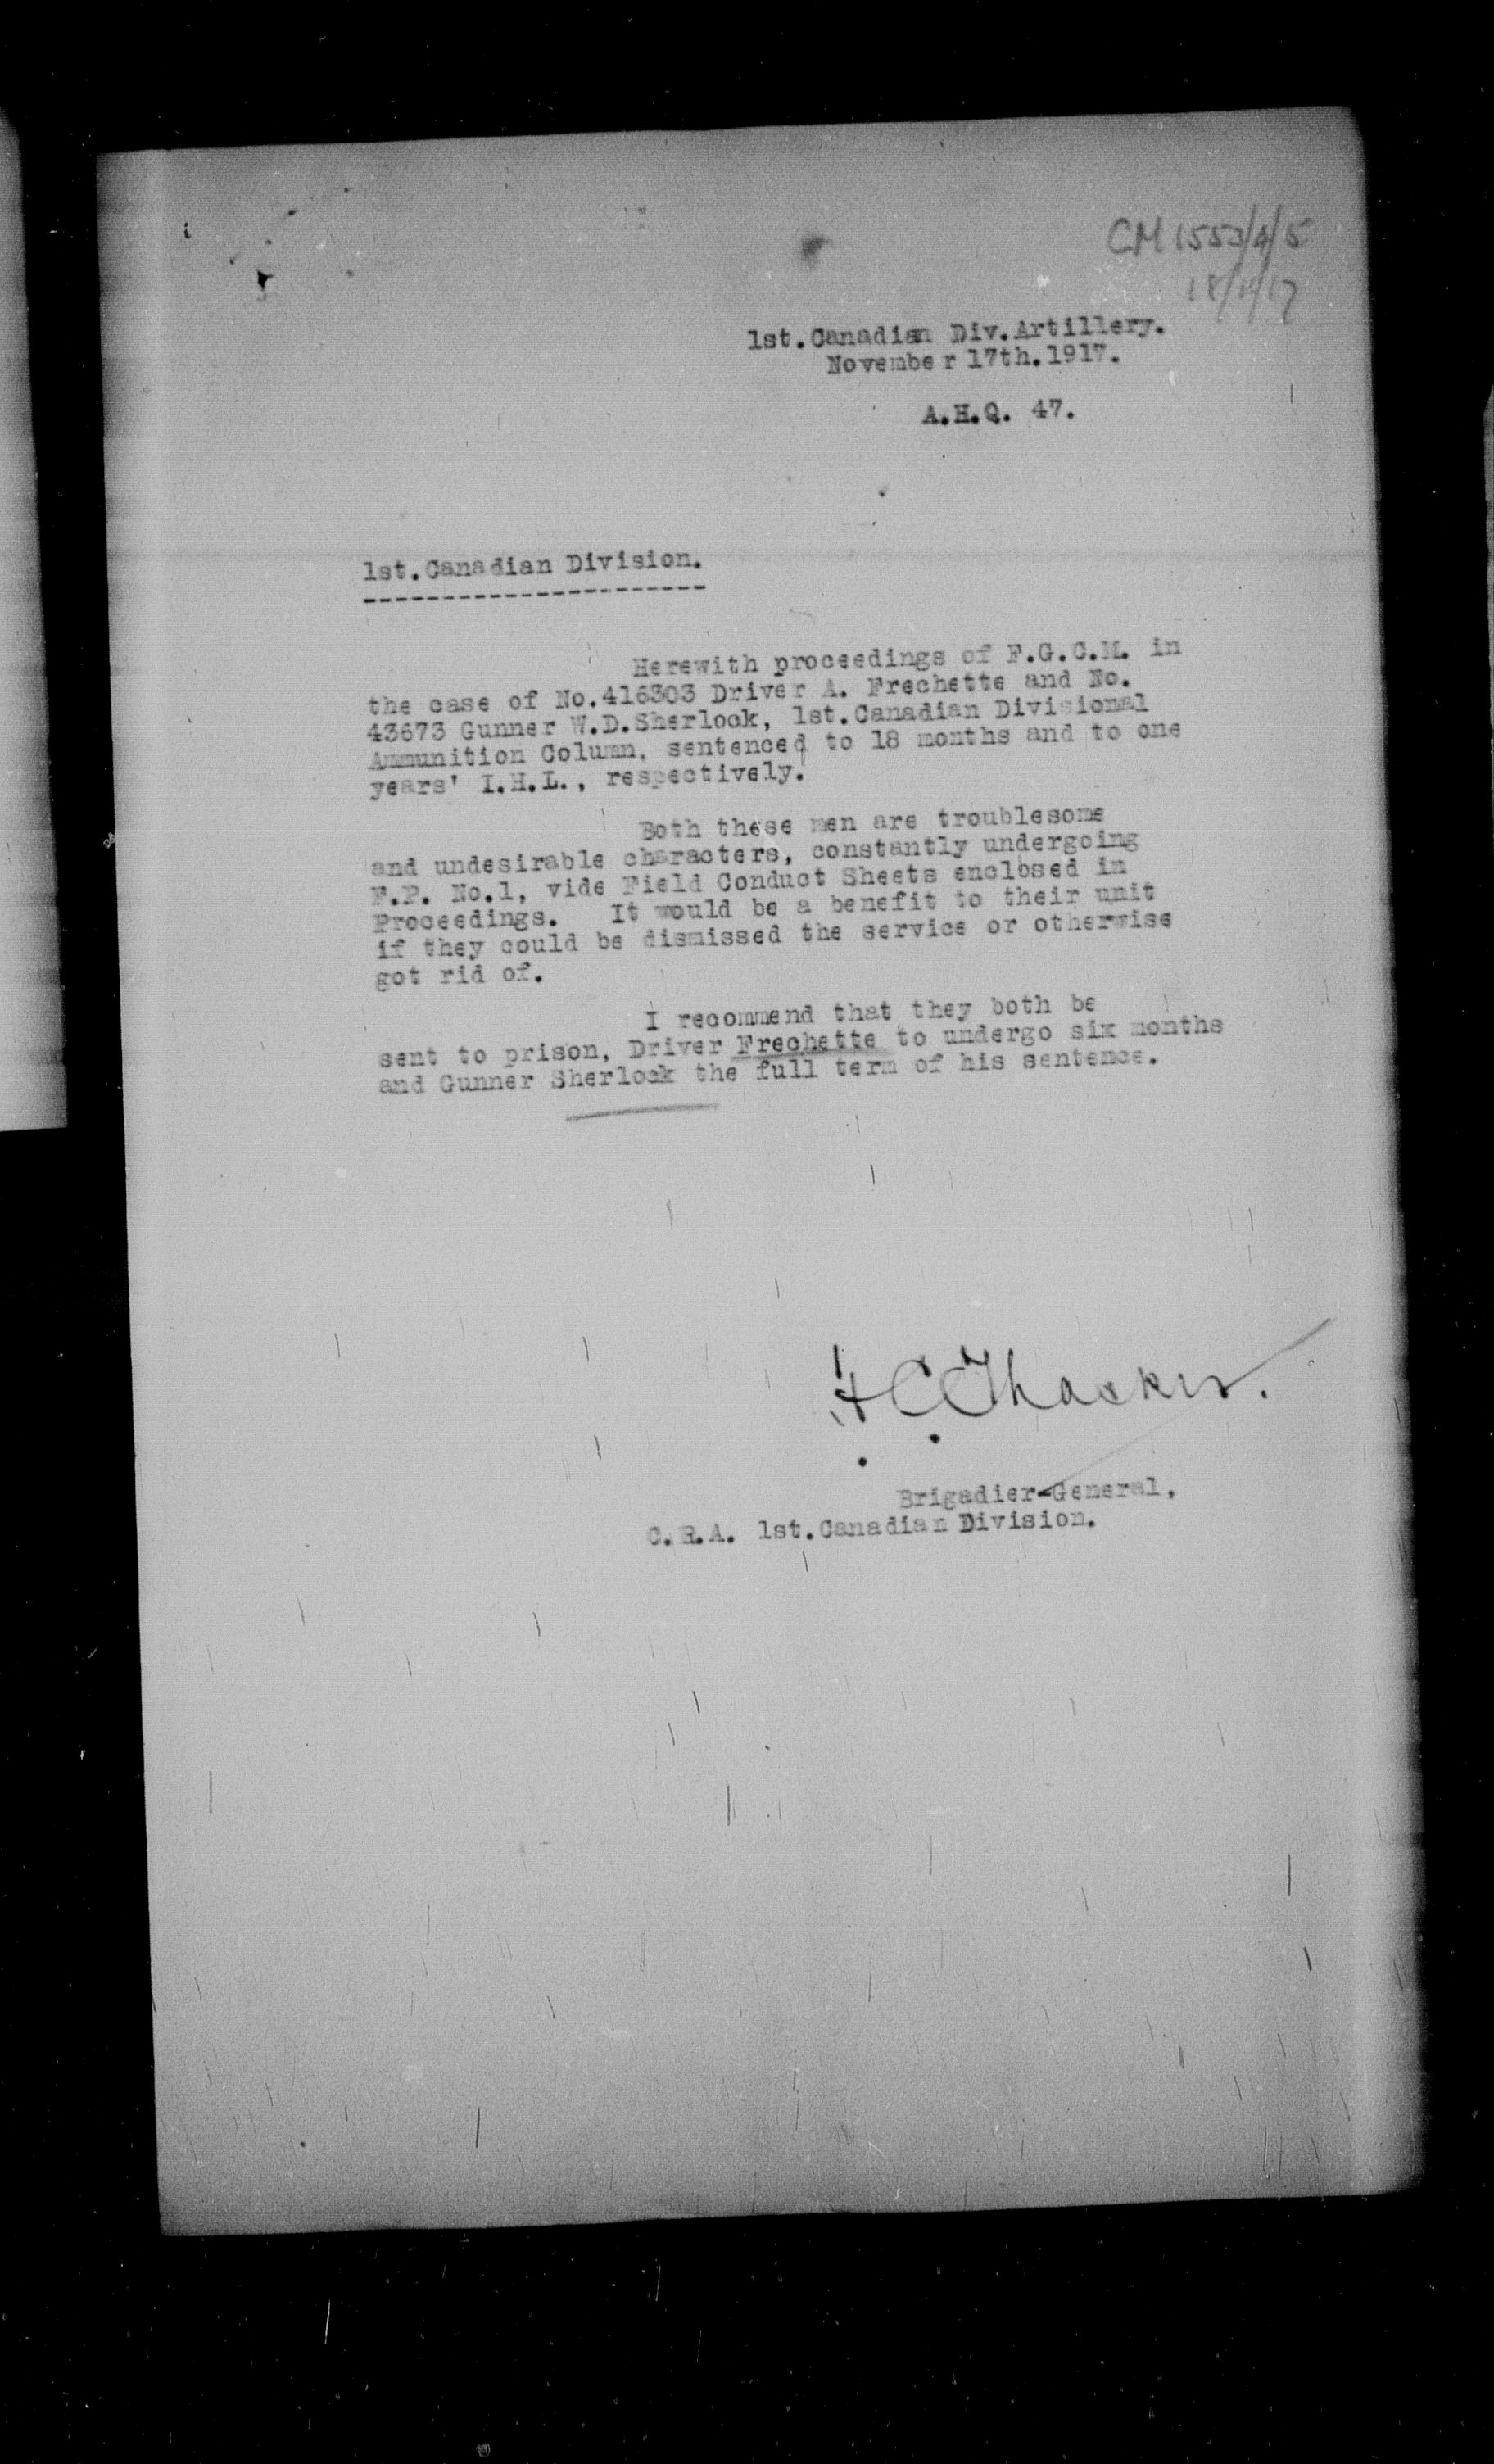 CM 1553/4/5
18/11/17
1st.Canadian Div.Artillery.
November 17th.1917.
A.H.Q. 47.
1st.Canadian Division.
----------------------
Herewith proceedings of F.G.C.M. in
the case of No.416303 Driver A. Frechette and No.
43673 Gunner W.D.Sherlock, 1st.Canadian Divisional
Ammunition Column, sentenced to 18 months and to one
years' I.H.L., respectively.
Both these men are troublesome
and undesirable characters, constantly undergoing
F.P. No.1, vide Field Conduct Sheets enclosed in
Proceedings. It would be a benefit to their unit
if they could be dismissed the service or otherwise
got rid of.
I recommend that they both be
sent to prison, Driver Frechette to undergo six months
and Gunner Sherlock the full term of his sentence.
H C Thacker.
Brigadier-General,
C.R.A. 1st.Canadian Division.